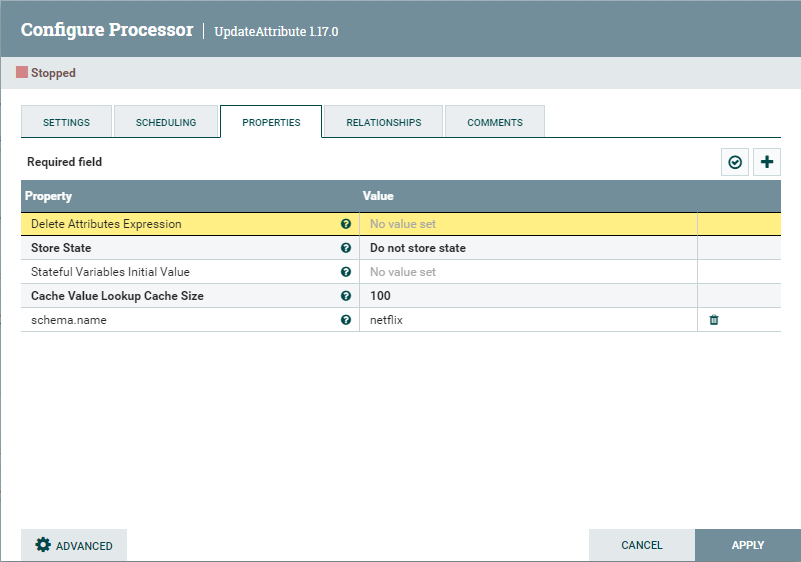 Configure Processor | UpdateAttribute 1.17.0
Stopped
SETTINGS SCHEDULING PROPERTIES RELATIONSHIPS COMMENTS
Required field
Property Value
Delete Attributes Expression No value set
Store State Do not store state
Stateful Variables Initial Value No value set
Cache Value Lookup Cache Size 100
schema.name netflix
ADVANCED CANCEL APPLY